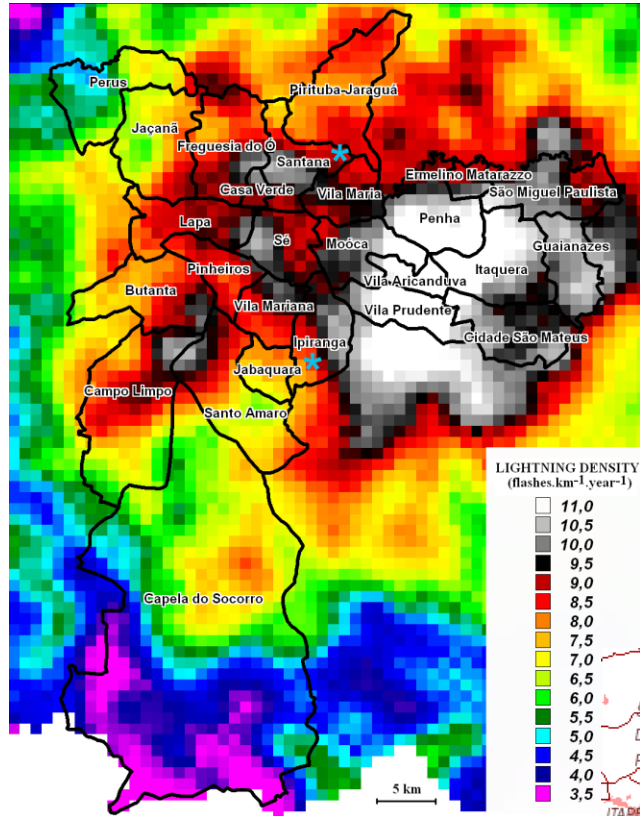 Perus
Pirituba-Jaraguá
Jaçanã
Freguesia do Ó
Santana
Ermelino Matarazzo
Casa Verde
Vila Maria
São Miguel Paulista
Lapa
Penha
Sé
Moóca
Guaianazes
Pinheiros
Itaquera
Butanta
Vila Aricanduva
Vila Mariana
Vila Prudente
Ipiranga
Cidade São Mateus
Jabaquara
Campo Limpo
Santo Amaro
LIGHTNING DENSITY
(flashes.km-1.year-1)
11,0
10,5
10,0
9,5
9,0
8,5
8,0
7,5
7,0
6,5
6,0
5,5
5,0
4,5
4,0
3,5
Capela do Socorro
5 km